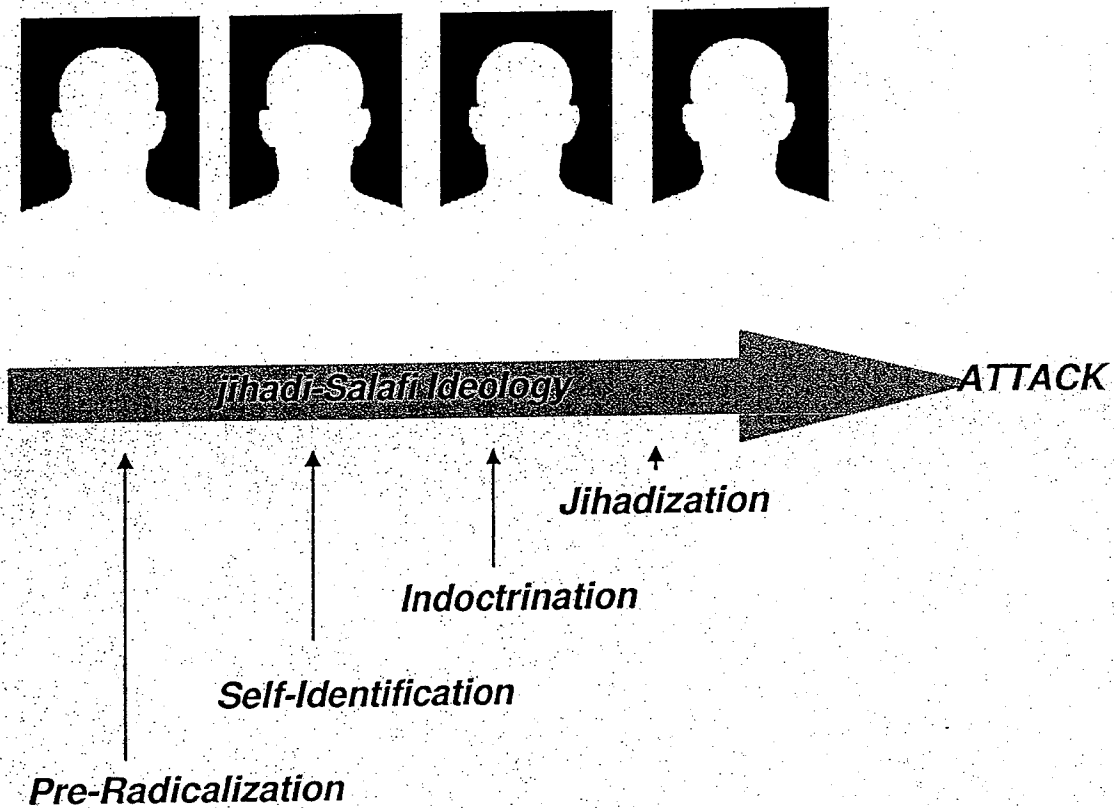 jihadi-Salafi Ideology
ATTACK
Jihadization
Indoctrination
Self-Identification
Pre-Radicalization